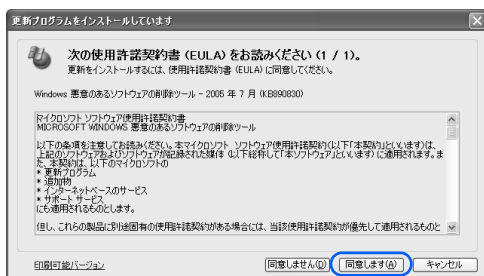 更新プログラムをインストールしています
次の使用許諾契約書 (EULA) をお読みください (1 / 1)。
更新をインストールするには、使用許諾契約書 (EULA) に同意してください。
Windows 悪意のあるソフトウェアの削除ツール - 2005 年 7 月 (KB890830)
マイクロソフト ソフトウェア使用許諾契約書
MICROSOFT WINDOWS 悪意のあるソフトウェアの削除ツール
以下の条項を注意してお読みください。本マイクロソフト ソフトウェア使用許諾契約(以下「本契約」といいます)は、
上記のソフトウェアおよびソフトウェアが記録された媒体 (以下総称して「本ソフトウェア」といいます) に適用されます。ま
た、本契約は、以下のマイクロソフトの
* 更新プログラム
* 追加物
* インターネットベースのサービス
* サポート サービス
にも適用されるものとします。
但し、これらの製品に別途固有の使用許諾契約がある場合には、当該使用許諾契約が優先して適用されるものと
印刷可能バージョン
同意しません(D)
同意します(A)
キャンセル